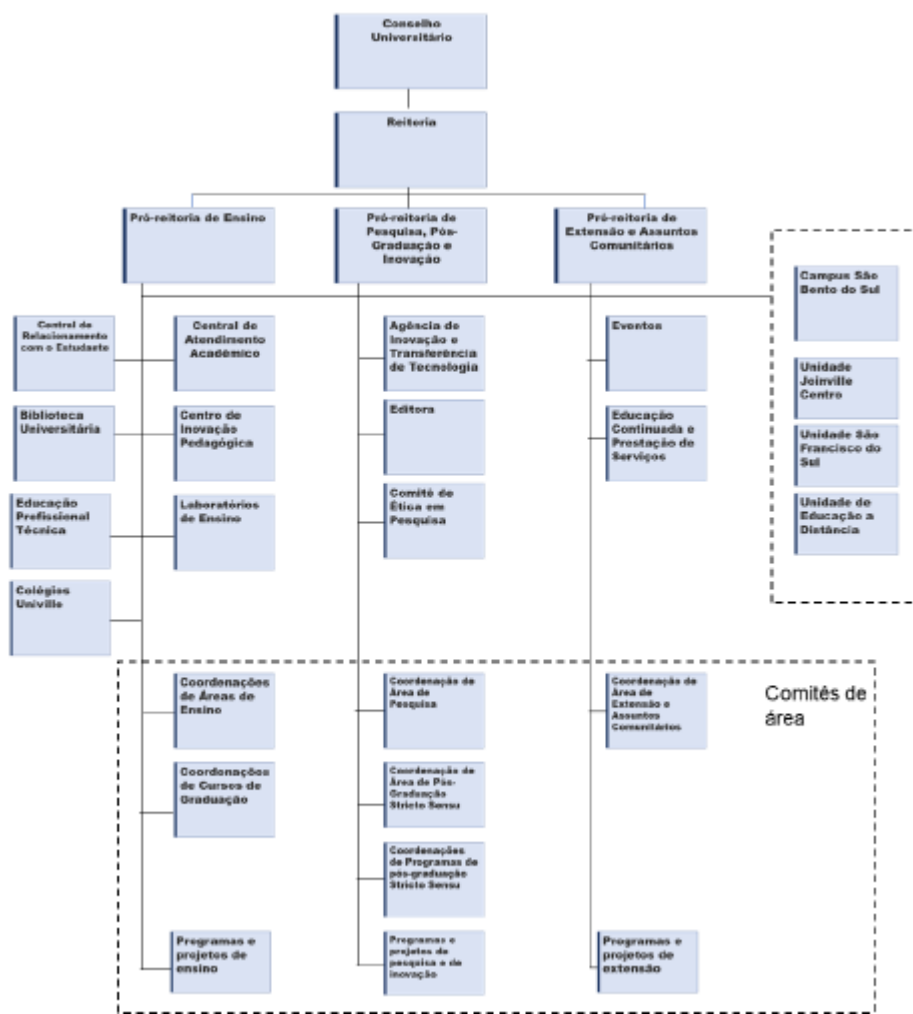 Conselho
Universitário
Reitoria
Pró-reitoria de Ensino
Pró-reitoria de
Pesquisa, Pós-
Graduação e
Inovação
Pró-reitoria de
Extensão e Assuntos
Comunitários
Campus São
Bento do Sul
Unidade
Joinville
Centro
Unidade São
Francisco do
Sul
Unidade de
Educação a
Distância
Central de
Relacionamento
com o Estudante
Central de
Atendimento
Acadêmico
Biblioteca
Universitária
Centro de
Inovação
Pedagógica
Educação
Profissional
Técnica
Laboratórios
de Ensino
Colégios
Univille
Agência de
Inovação e
Transferência
de Tecnologia
Editora
Comitê de
Ética em
Pesquisa
Eventos
Educação
Continuada e
Prestação de
Serviços
Coordenações
de Áreas de
Ensino
Coordenações
de Cursos de
Graduação
Programas e
projetos de
ensino
Coordenação de
Área de
Pesquisa
Coordenação de
Área de Pós-
Graduação
Stricto Sensu
Coordenações
de Programas de
pós-graduação
Stricto Sensu
Programas e
projetos de
pesquisa e de
inovação
Coordenação de
Área de
Extensão e
Assuntos
Comunitários
Programas e
projetos de
extensão
Comitês de
área